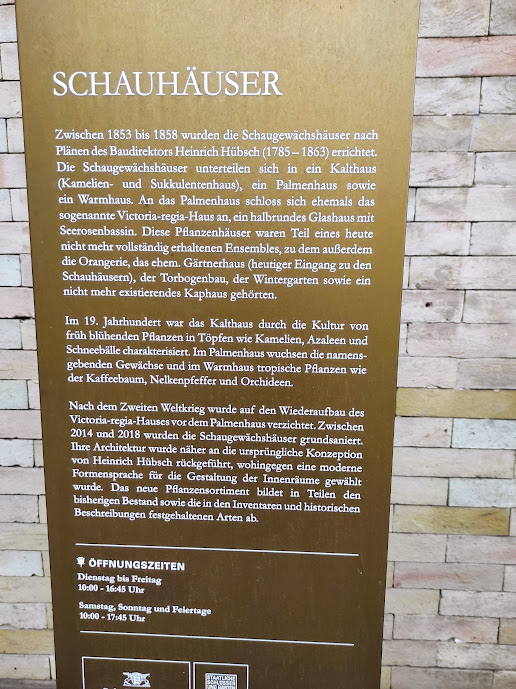 SCHAUHÄUSER
Zwischen 1853 bis 1858 wurden die Schaugewächshäuser nach
Plänen des Baudirektors Heinrich Hübsch (1785 – 1863) errichtet.
Die Schaugewächshäuser unterteilen sich in ein Kalthaus
(Kamelien- und Sukkulentenhaus), ein Palmenhaus sowie
ein Warmhaus. An das Palmenhaus schloss sich ehemals das
sogenannte Victoria-regia-Haus an, ein halbrundes Glashaus mit
Seerosenbassin. Diese Pflanzenhäuser waren Teil eines heute
nicht mehr vollständig erhaltenen Ensembles, zu dem außerdem
die Orangerie, das ehem. Gärtnerhaus (heutiger Eingang zu den
Schauhäusern), der Torbogenbau, der Wintergarten sowie ein
nicht mehr existierendes Kaphaus gehörten.
Im 19. Jahrhundert war das Kalthaus durch die Kultur von
früh blühenden Pflanzen in Töpfen wie Kamelien, Azaleen und
Schneebälle charakterisiert. Im Palmenhaus wuchsen die namens-
gebenden Gewächse und im Warmhaus tropische Pflanzen wie
der Kaffeebaum, Nelkenpfeffer und Orchideen.
Nach dem Zweiten Weltkrieg wurde auf den Wiederaufbau des
Victoria-regia-Hauses vor dem Palmenhaus verzichtet. Zwischen
2014 und 2018 wurden die Schaugewächshäuser grundsaniert.
Ihre Architektur wurde näher an die ursprüngliche Konzeption
von Heinrich Hübsch rückgeführt, wohingegen eine moderne
Formensprache für die Gestaltung der Innenräume gewählt
wurde. Das neue Pflanzensortiment bildet in Teilen den
bisherigen Bestand sowie die in den Inventaren und historischen
Beschreibungen festgehaltenen Arten ab.
ÖFFNUNGSZEITEN
Dienstag bis Freitag
10:00 - 16:45 Uhr
Samstag, Sonntag und Feiertage
10:00 - 17:45 Uhr
STAATLICHE
SCHLÖSSER
UND GÄRTEN